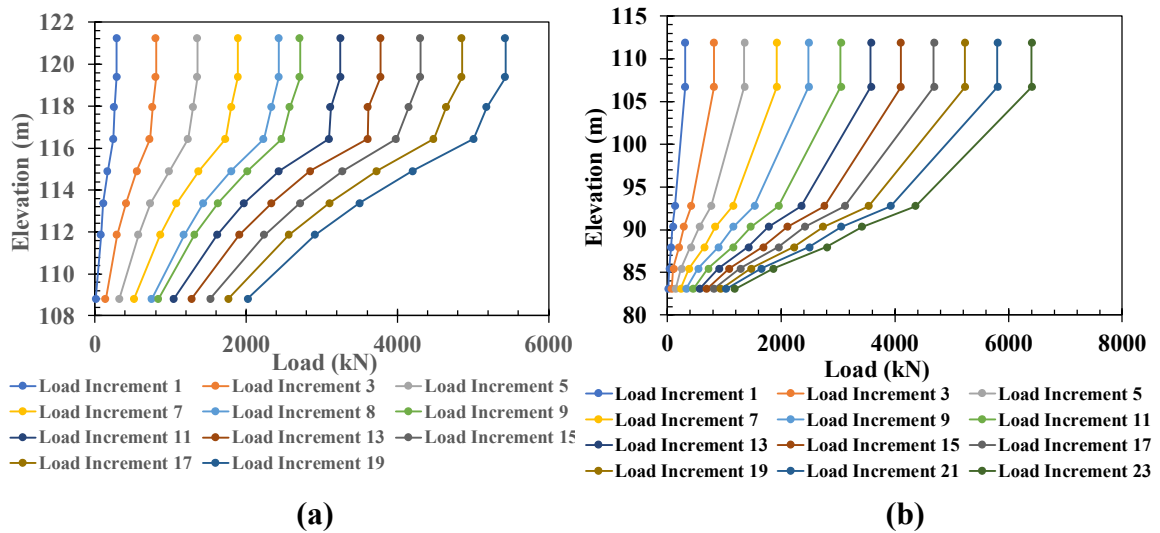 (a)
122
120
118
116
114
112
110
108
Elevation (m)
0 2000 4000 6000
Load (kN)
Load Increment 1 Load Increment 3 Load Increment 5
Load Increment 7 Load Increment 8 Load Increment 9
Load Increment 11 Load Increment 13 Load Increment 15
Load Increment 17 Load Increment 19
(a)
(b)
115
110
105
100
95
90
85
80
Elevation (m)
0 2000 4000 6000 8000
Load (kN)
Load Increment 1 Load Increment 3 Load Increment 5
Load Increment 7 Load Increment 9 Load Increment 11
Load Increment 13 Load Increment 15 Load Increment 17
Load Increment 19 Load Increment 21 Load Increment 23
(b)